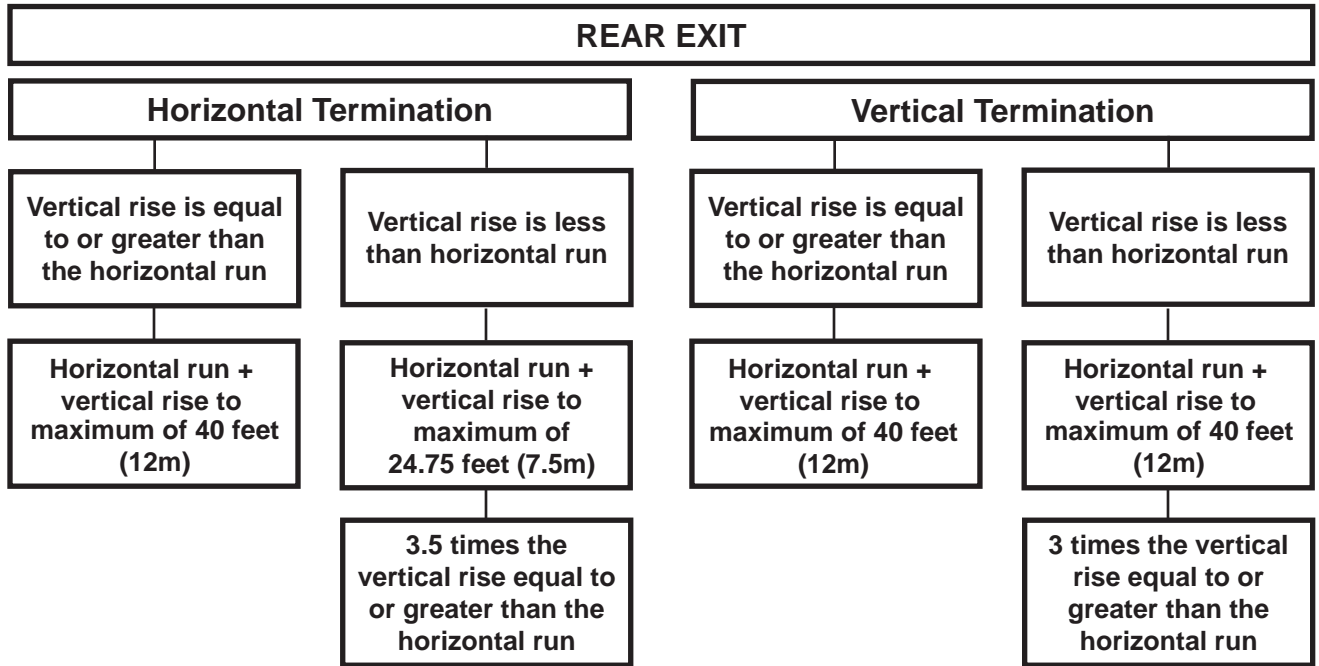 REAR EXIT
Horizontal Termination
Vertical rise is equal
to or greater than
the horizontal run
Horizontal run +
vertical rise to
maximum of 40 feet
(12m)
Vertical rise is less
than horizontal run
Horizontal run +
vertical rise to
maximum of
24.75 feet (7.5m)
3.5 times the
vertical rise equal to
or greater than the
horizontal run
Vertical Termination
Vertical rise is equal
to or greater than
the horizontal run
Horizontal run +
vertical rise to
maximum of 40 feet
(12m)
Vertical rise is less
than horizontal run
Horizontal run +
vertical rise to
maximum of 40 feet
(12m)
3 times the vertical
rise equal to or
greater than the
horizontal run